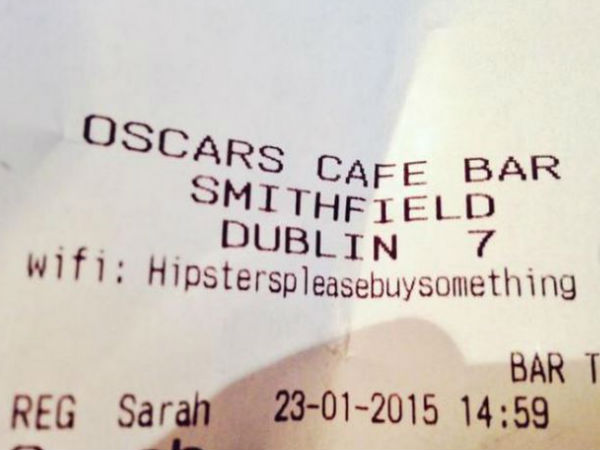 OSCARS CAFE BAR
SMITHFIELD
DUBLIN 7
wifi: Hipsterspleasebuysomething
BAR T
REG Sarah 23-01-2015 14:59